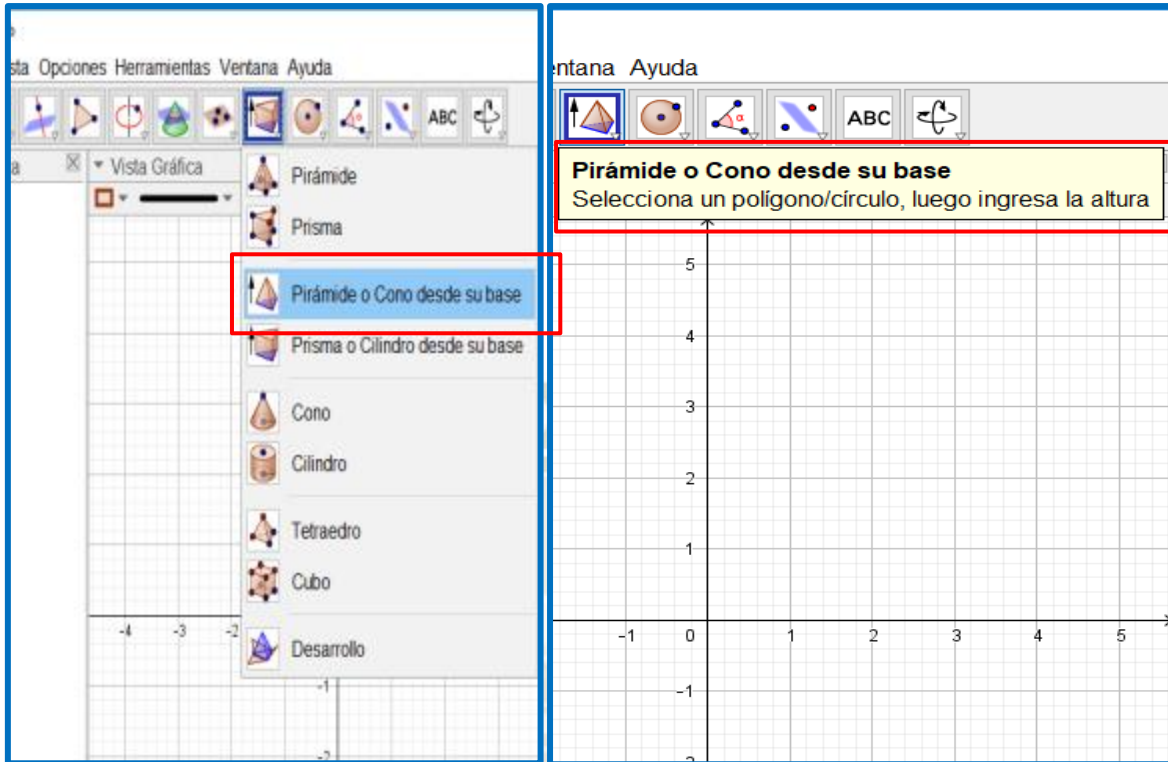 sta Opciones Herramientas Ventana Ayuda
ABC
a
Vista Gráfica
Pirámide
Prisma
Pirámide o Cono desde su base
Prisma o Cilindro desde su base
Cono
Cilindro
Tetraedro
Cubo
Desarrollo
-4 -3 -2
-1
-2
entana Ayuda
α
ABC
Pirámide o Cono desde su base
Selecciona un polígono/círculo, luego ingresa la altura
5
4
3
2
1
-1 0 1 2 3 4 5
-1